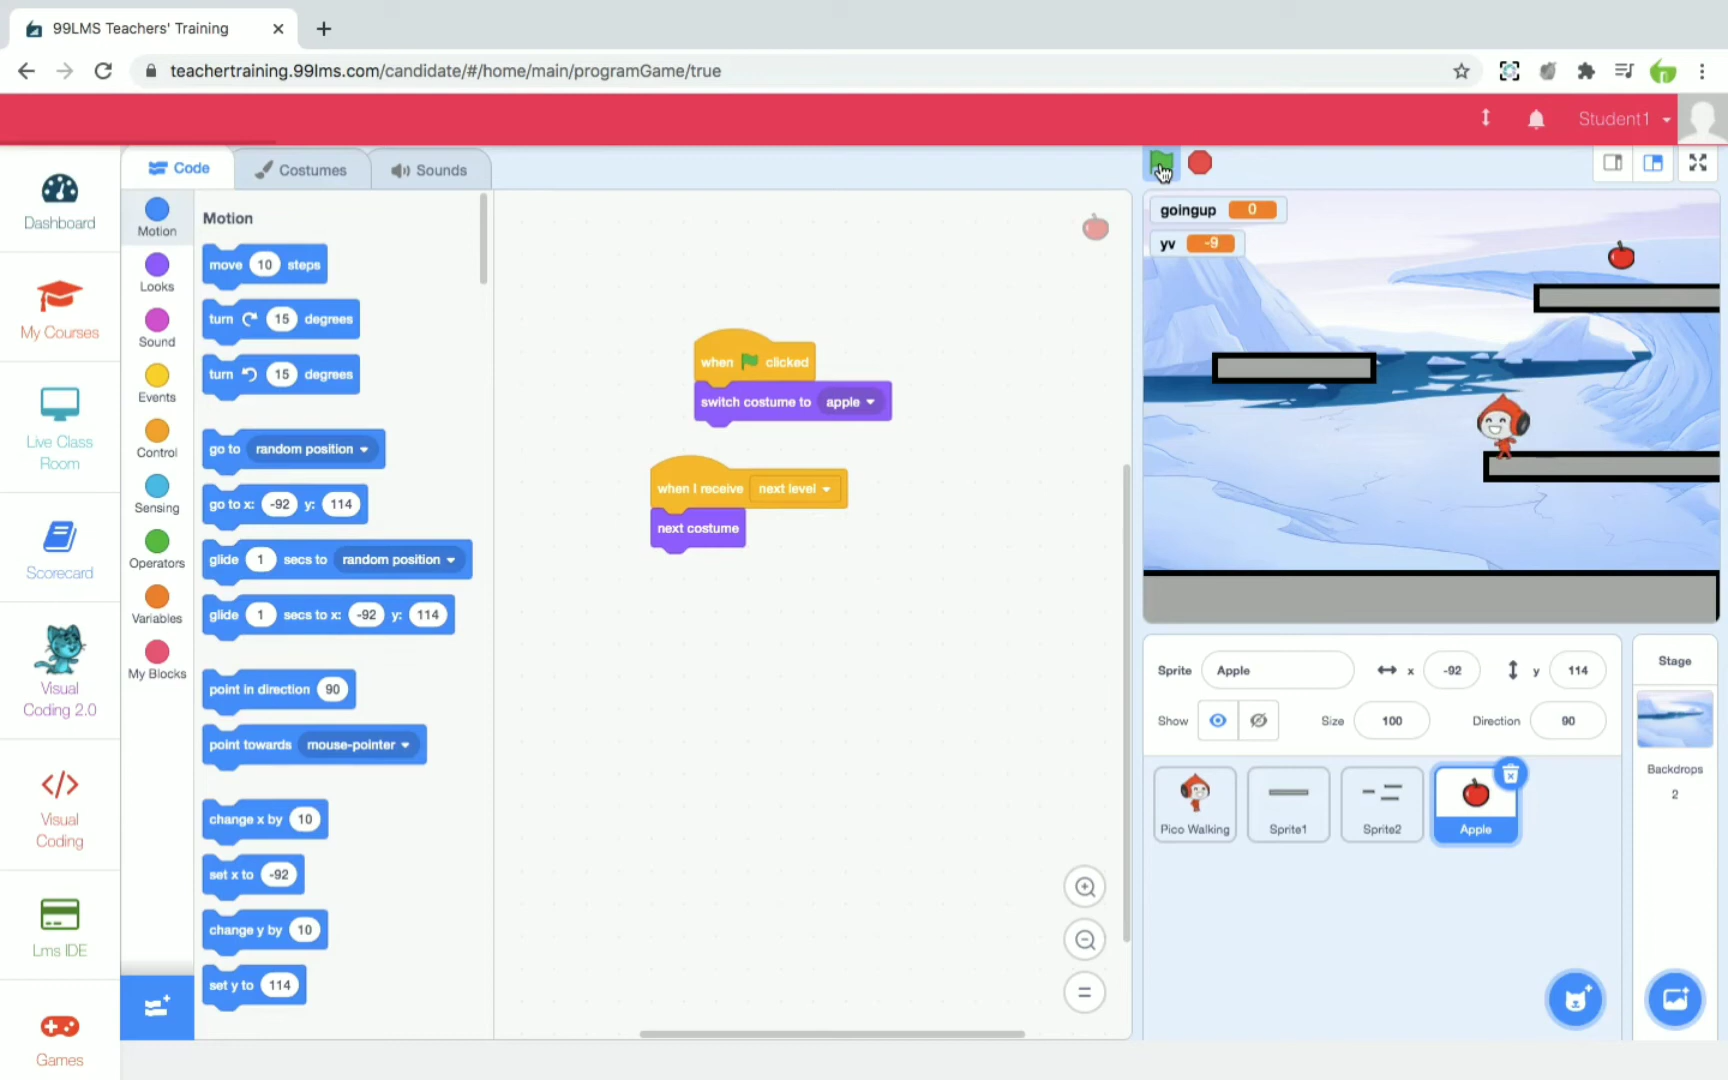 99LMS Teachers' Training
teachertraining.99lms.com/candidate/#/home/main/programGame/true
Student1
Dashboard
My Courses
Live Class
Room
Scorecard
Visual
Coding 2.0
Visual
Coding
Lms IDE
Games
Code
Costumes
Sounds
Motion
Looks
Sound
Events
Control
Sensing
Operators
Variables
My Blocks
Motion
move 10 steps
turn 15 degrees
turn 15 degrees
go to random position
go to x: -92 y: 114
glide 1 secs to random position
glide 1 secs to x: -92 y: 114
point in direction 90
point towards mouse-pointer
change x by 10
set x to -92
change y by 10
set y to 114
when clicked
switch costume to apple
when I receive next level
next costume
goingup 0
yv -9
Sprite Apple x -92 y 114
Show Size 100 Direction 90
Pico Walking
Sprite1
Sprite2
Apple
Stage
Backdrops
2